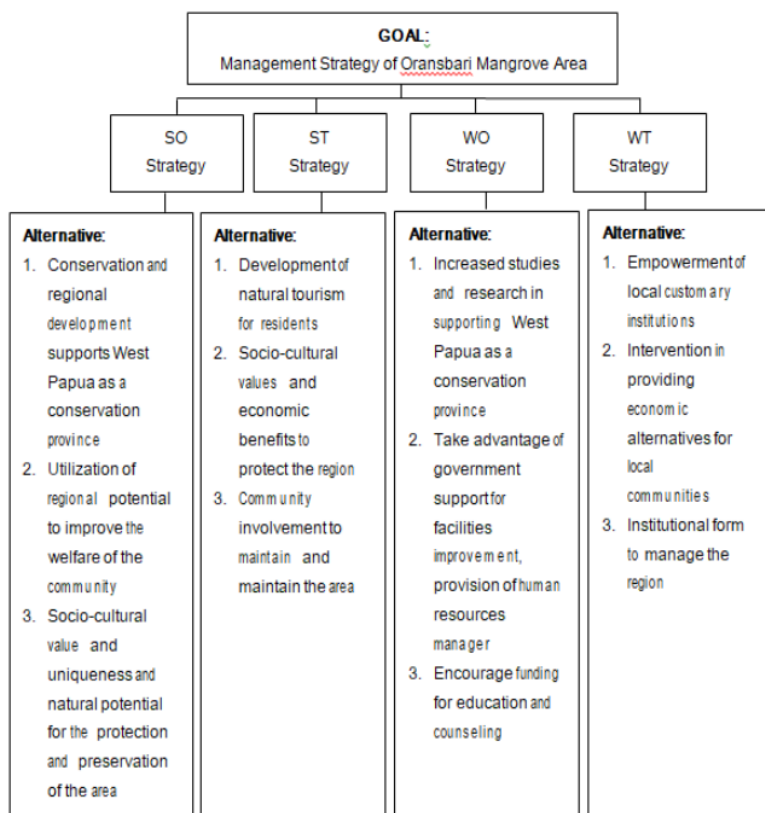 GOAL:
Management Strategy of Oransbari Mangrove Area
SO
Strategy
ST
Strategy
WO
Strategy
WT
Strategy
Alternative:
1. Conservation and
regional
development
supports West
Papua as a
conservation
province
2. Utilization of
regional potential
to improve the
welfare of the
community
3. Socio-cultural
value and
uniqueness and
natural potential
for the protection
and preservation
of the area
Alternative:
1. Development of
natural tourism
for residents
2. Socio-cultural
values and
economic
benefits to
protect the region
3. Community
involvement to
maintain and
maintain the area
Alternative:
1. Increased studies
and research in
supporting West
Papua as a
conservation
province
2. Take advantage of
government
support for
facilities
improvement,
provision of human
resources
manager
3. Encourage funding
for education and
counseling
Alternative:
1. Empowerment of
local customary
institutions
2. Intervention in
providing
economic
alternatives for
local
communities
3. Institutional form
to manage the
region